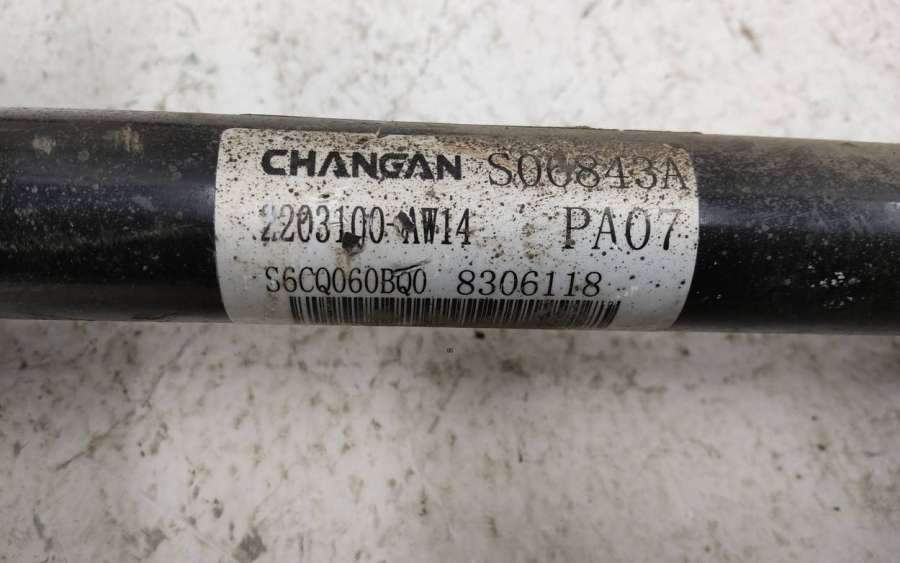 CHANGAN S06843A
2203100-AW14 PA07
S6CQ060BQ0 8306118